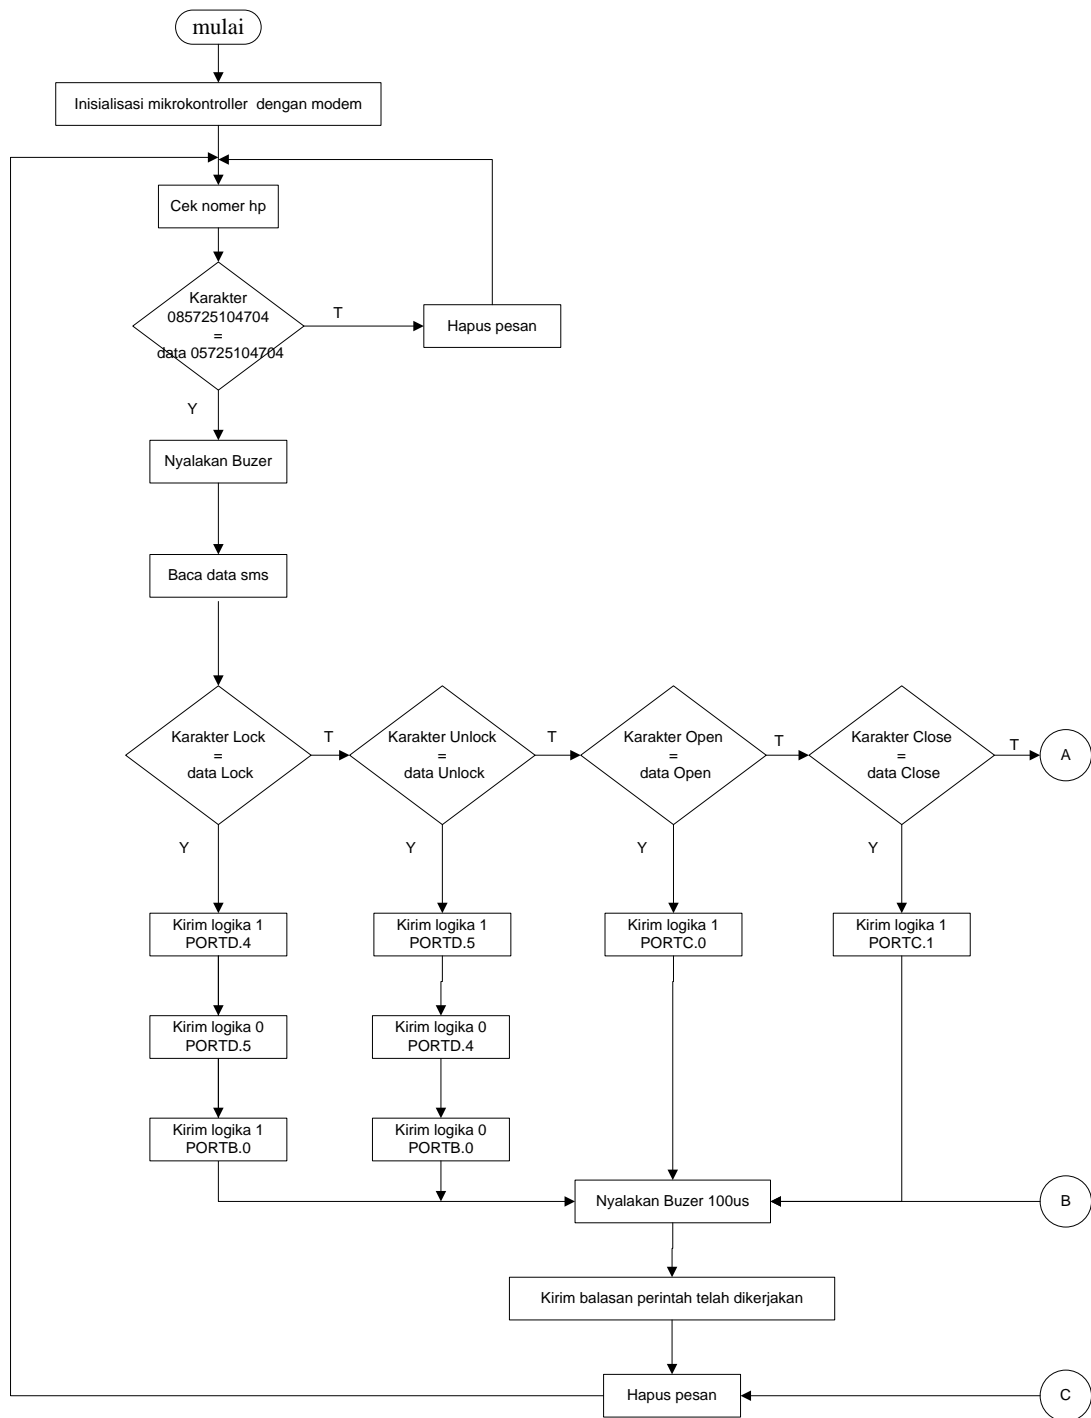 mulai
Inisialisasi mikrokontroller dengan modem
Cek nomer hp
Karakter
085725104704
=
data 05725104704
T
Hapus pesan
Y
Nyalakan Buzer
Baca data sms
Karakter Lock
=
data Lock
T
Karakter Unlock
=
data Unlock
T
Karakter Open
=
data Open
T
Karakter Close
=
data Close
T
A
Y
Y
Y
Y
Kirim logika 1
PORTD.4
Kirim logika 1
PORTD.5
Kirim logika 1
PORTC.0
Kirim logika 1
PORTC.1
Kirim logika 0
PORTD.5
Kirim logika 0
PORTD.4
Kirim logika 1
PORTB.0
Kirim logika 0
PORTB.0
Nyalakan Buzer 100us
B
Kirim balasan perintah telah dikerjakan
Hapus pesan
C